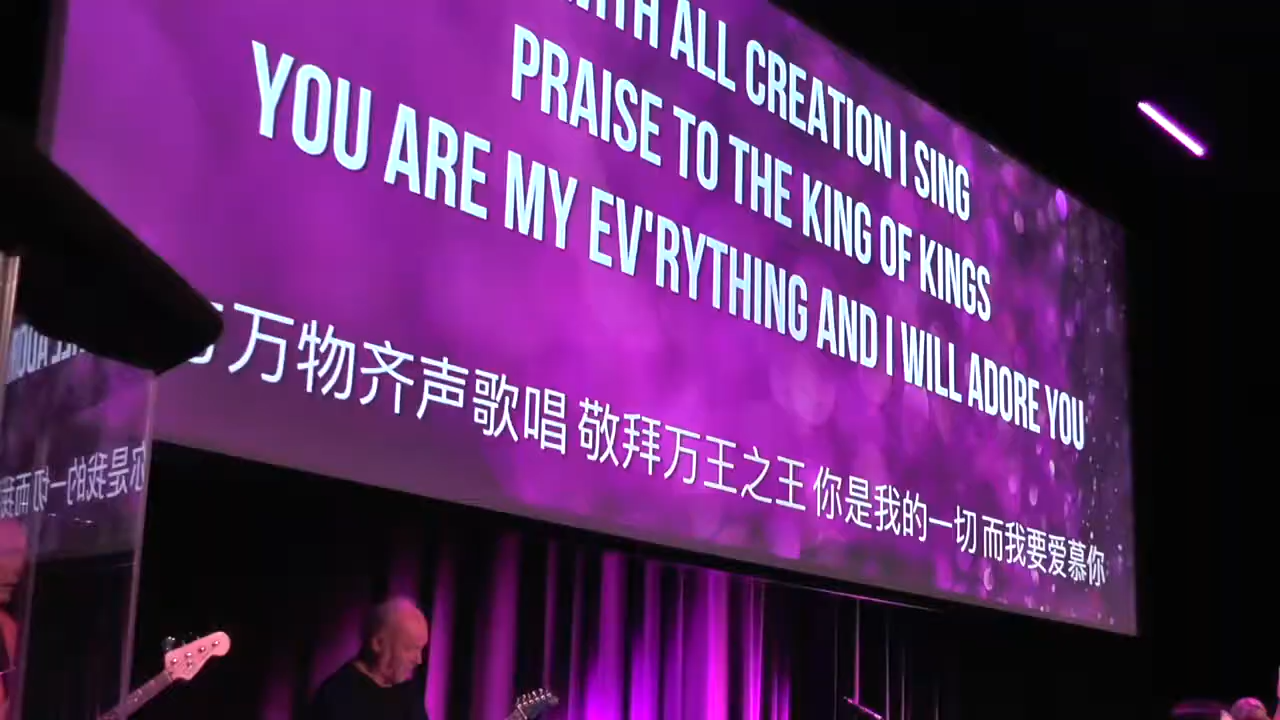 WITH ALL CREATION I SING
PRAISE TO THE KING OF KINGS
YOU ARE MY EV'RYTHING AND I WILL ADORE YOU
万物齐声歌唱 敬拜万王之王 你是我的一切 而我要爱慕你